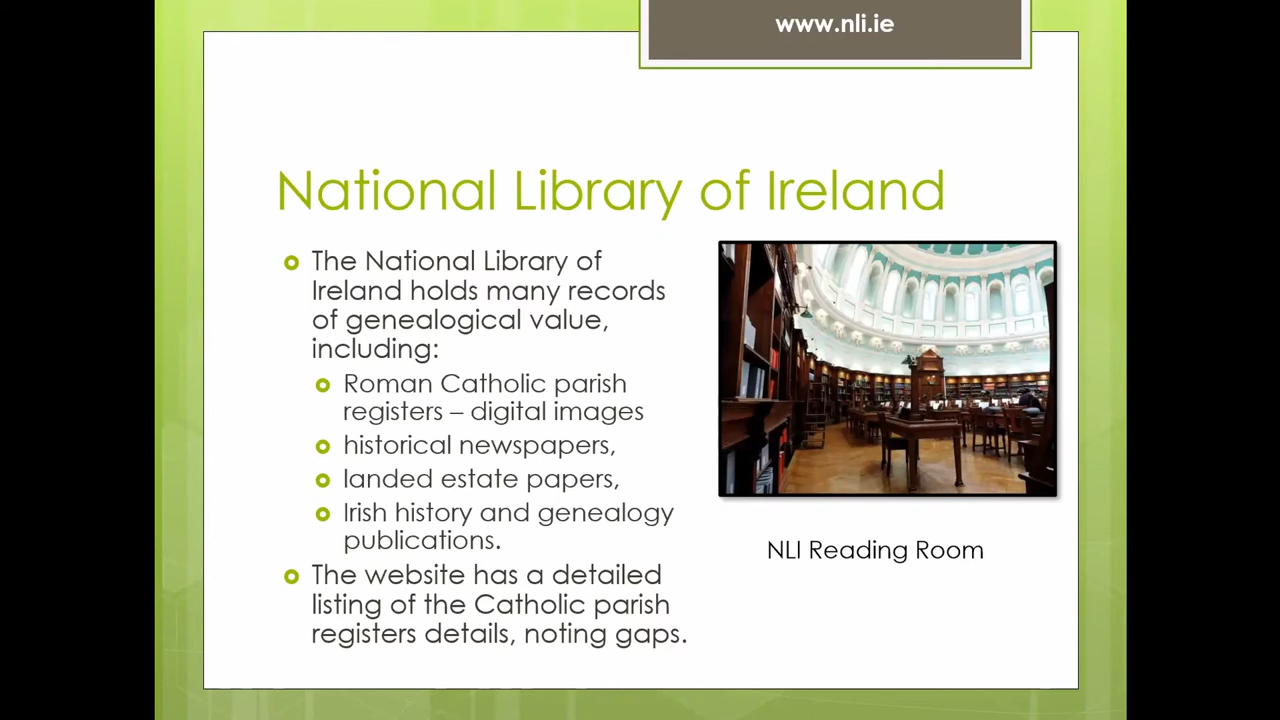 www.nli.ie
National Library of Ireland
The National Library of
Ireland holds many records
of genealogical value,
including:
Roman Catholic parish
registers – digital images
historical newspapers,
landed estate papers,
Irish history and genealogy
publications.
The website has a detailed
listing of the Catholic parish
registers details, noting gaps.
NLI Reading Room